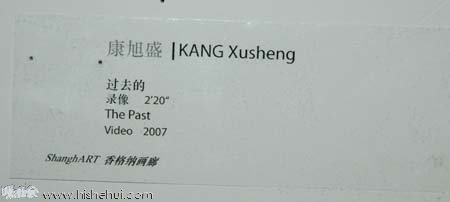 康旭盛 | KANG Xusheng
过去的
录像 2'20"
The Past
Video 2007
ShanghART 香格纳画廊
www.hishehui.com